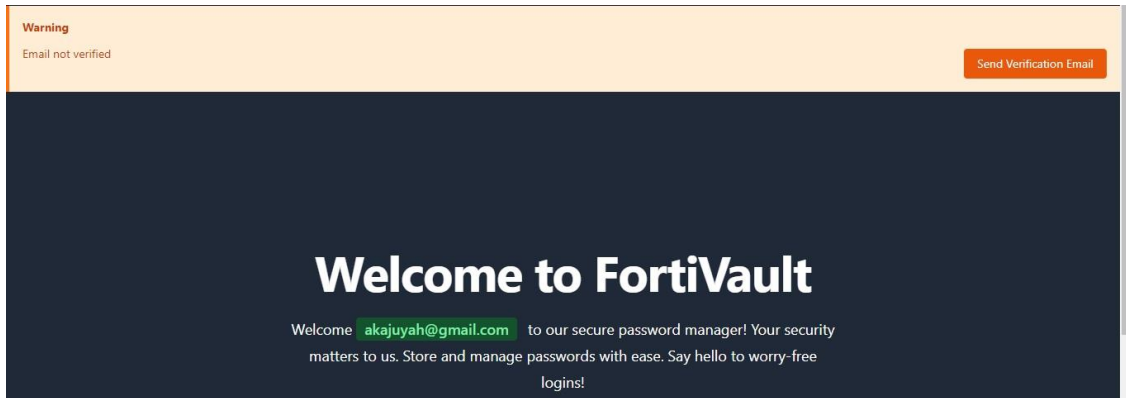 Warning
Email not verified
Send Verification Email
Welcome to FortiVault
Welcome akajuyah@gmail.com to our secure password manager! Your security
matters to us. Store and manage passwords with ease. Say hello to worry-free
logins!